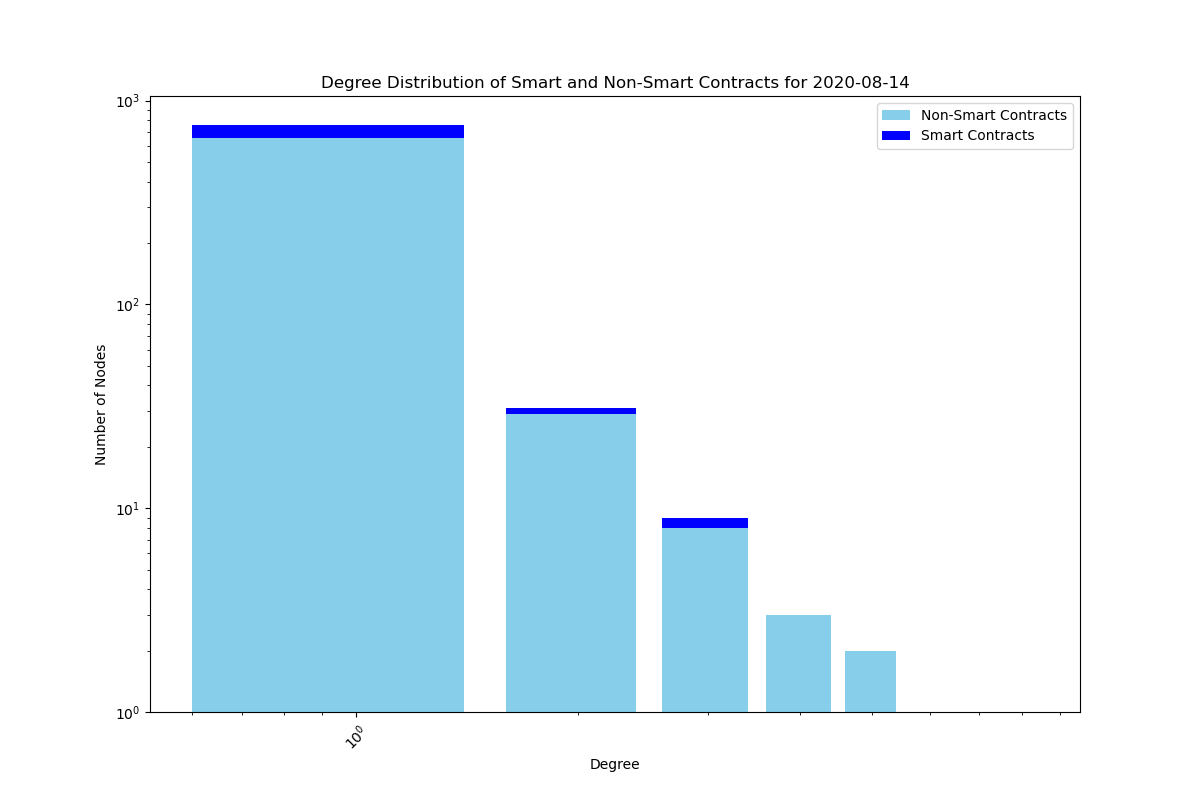 Degree Distribution of Smart and Non-Smart Contracts for 2020-08-14
Non-Smart Contracts
Smart Contracts
Number of Nodes
10³
10²
10¹
10⁰
10⁰
Degree